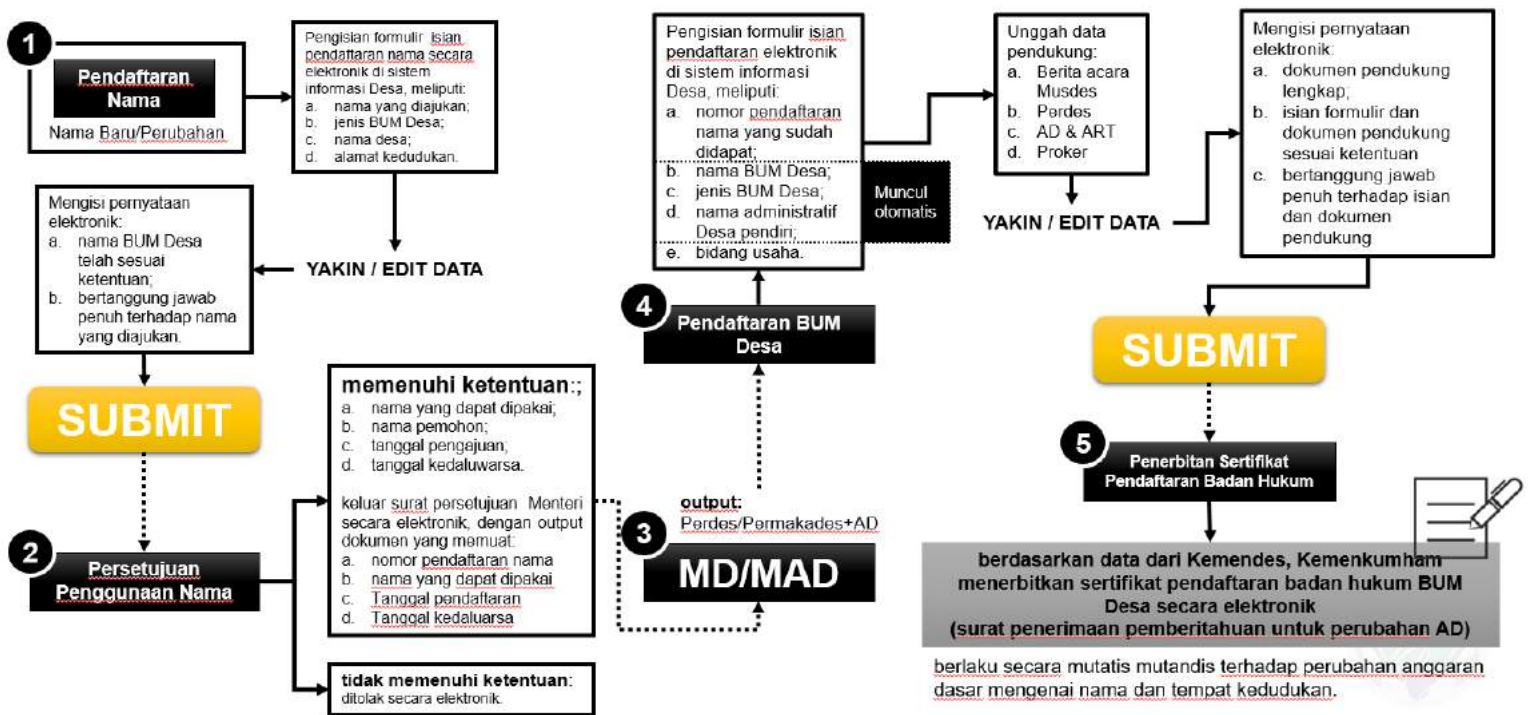 1
Pendaftaran
Nama
Nama Baru/Perubahan
Pengisian formulir isian
pendaftaran nama secara
elektronik di sistem
informasi Desa, meliputi:
a. nama yang diajukan;
b. jenis BUM Desa;
c. nama desa;
d. alamat kedudukan.
YAKIN / EDIT DATA
Mengisi pernyataan
elektronik:
a. nama BUM Desa
telah sesuai
ketentuan;
b. bertanggung jawab
penuh terhadap nama
yang diajukan.
SUBMIT
2
Persetujuan
Penggunaan Nama
memenuhi ketentuan:;
a. nama yang dapat dipakai;
b. nama pemohon;
c. tanggal pengajuan;
d. tanggal kedaluwarsa.
keluar surat persetujuan Menteri
secara elektronik, dengan output
dokumen yang memuat:
a. nomor pendaftaran nama
b. nama yang dapat dipakai
c. Tanggal pendaftaran
d. Tanggal kedaluarsa
tidak memenuhi ketentuan:
ditolak secara elektronik.
3
output:
Perdes/Permakades+AD
MD/MAD
4
Pendaftaran BUM
Desa
Pengisian formulir isian
pendaftaran elektronik
di sistem informasi
Desa, meliputi:
a. nomor pendaftaran
nama yang sudah
didapat;
b. nama BUM Desa;
c. jenis BUM Desa;
d. nama administratif
Desa pendiri;
e. bidang usaha.
Muncul
otomatis
Unggah data
pendukung:
a. Berita acara
Musdes
b. Perdes
c. AD & ART
d. Proker
YAKIN / EDIT DATA
Mengisi pernyataan
elektronik:
a. dokumen pendukung
lengkap;
b. isian formulir dan
dokumen pendukung
sesuai ketentuan
c. bertanggung jawab
penuh terhadap isian
dan dokumen
pendukung
SUBMIT
5
Penerbitan Sertifikat
Pendaftaran Badan Hukum
berdasarkan data dari Kemendes, Kemenkumham
menerbitkan sertifikat pendaftaran badan hukum BUM
Desa secara elektronik
(surat penerimaan pemberitahuan untuk perubahan AD)
berlaku secara mutatis mutandis terhadap perubahan anggaran
dasar mengenai nama dan tempat kedudukan.